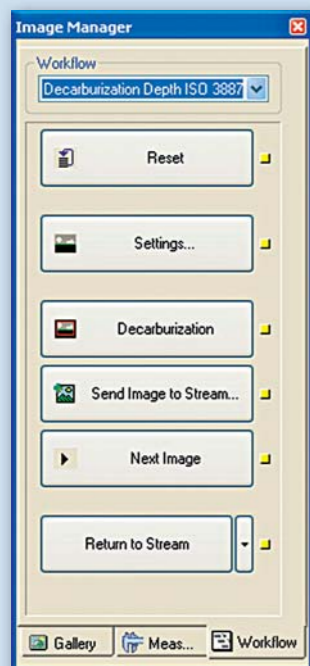 Image Manager
Workflow
Decarburization Depth ISO 3887
Reset
Settings...
Decarburization
Send Image to Stream...
Next Image
Return to Stream
Gallery Meas... Workflow